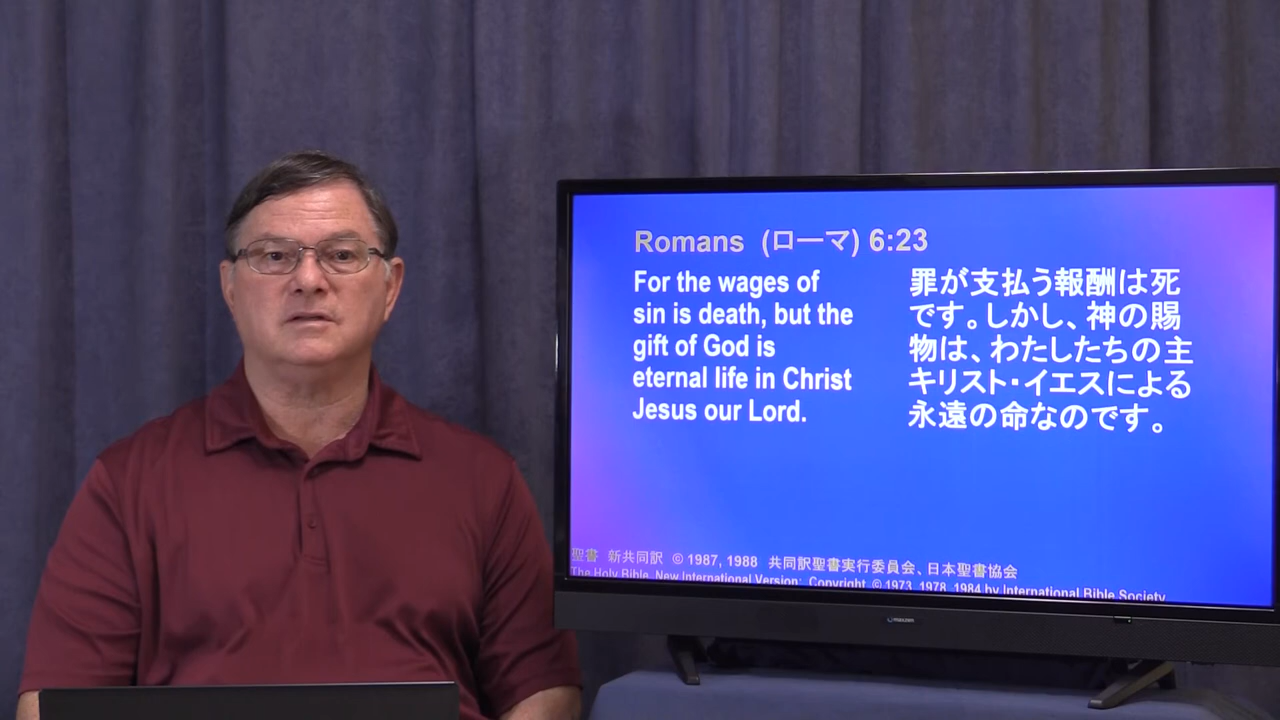 Romans (ローマ) 6:23
For the wages of
sin is death, but the
gift of God is
eternal life in Christ
Jesus our Lord.
罪が支払う報酬は死
です。しかし、神の賜
物は、わたしたちの主
キリスト・イエスによる
永遠の命なのです。
聖書 新共同訳 © 1987, 1988 共同訳聖書実行委員会、日本聖書協会
The Holy Bible, New International Version; Copyright © 1973, 1978, 1984 by International Bible Society
maxzen